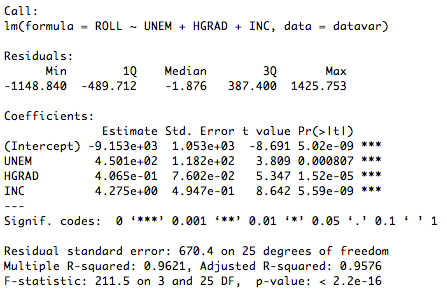 Call:
lm(formula = ROLL ~ UNEM + HGRAD + INC, data = datavar)
Residuals:
Min 1Q Median 3Q Max
-1148.840 -489.712 -1.876 387.400 1425.753
Coefficients:
Estimate Std. Error t value Pr(>|t|)
(Intercept) -9.153e+03 1.053e+03 -8.691 5.02e-09 ***
UNEM 4.501e+02 1.182e+02 3.809 0.000807 ***
HGRAD 4.065e-01 7.602e-02 5.347 1.52e-05 ***
INC 4.275e+00 4.947e-01 8.642 5.59e-09 ***
---
Signif. codes: 0 ‘***’ 0.001 ‘**’ 0.01 ‘*’ 0.05 ‘.’ 0.1 ‘ ’ 1
Residual standard error: 670.4 on 25 degrees of freedom
Multiple R-squared: 0.9621, Adjusted R-squared: 0.9576
F-statistic: 211.5 on 3 and 25 DF, p-value: < 2.2e-16